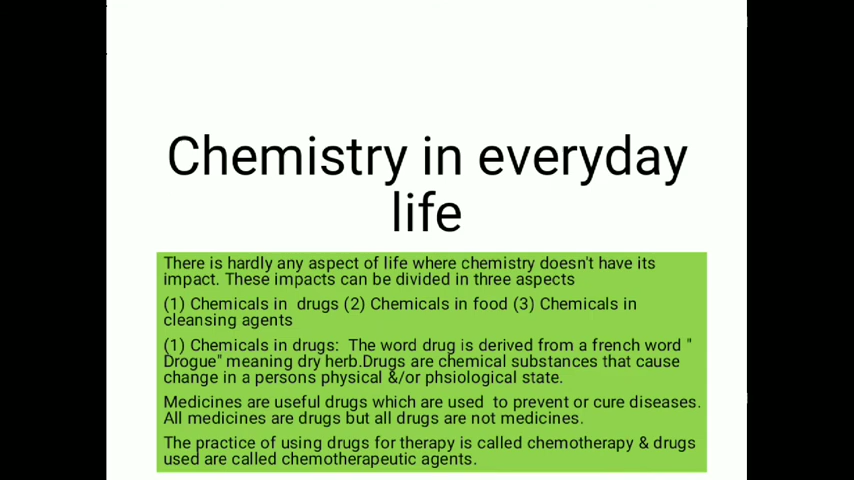 Chemistry in everyday
life
There is hardly any aspect of life where chemistry doesn't have its
impact. These impacts can be divided in three aspects
(1) Chemicals in  drugs (2) Chemicals in food (3) Chemicals in
cleansing agents
(1) Chemicals in drugs:  The word drug is derived from a french word "
Drogue" meaning dry herb.Drugs are chemical substances that cause
change in a persons physical &/or phsiological state.
Medicines are useful drugs which are used  to prevent or cure diseases.
All medicines are drugs but all drugs are not medicines.
The practice of using drugs for therapy is called chemotherapy & drugs
used are called chemotherapeutic agents.